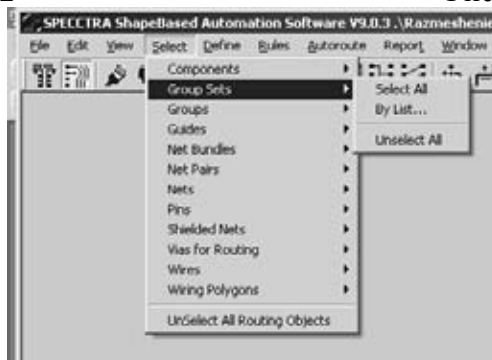 SPECCTRA ShapeBased Automation Software V9.0.3 .\Razmeshenie
File Edit View Select Define Rules Autoroute Report Window
Components
Group Sets
Groups
Guides
Net Bundles
Net Pairs
Nets
Pins
Shielded Nets
Vias for Routing
Wires
Wiring Polygons
UnSelect All Routing Objects
Select All
By List...
Unselect All